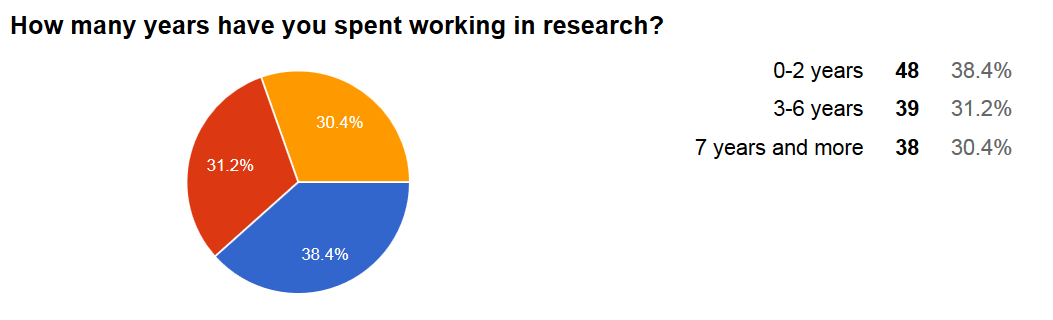 How many years have you spent working in research?
0-2 years 48 38.4%
3-6 years 39 31.2%
7 years and more 38 30.4%
30.4%
31.2%
38.4%